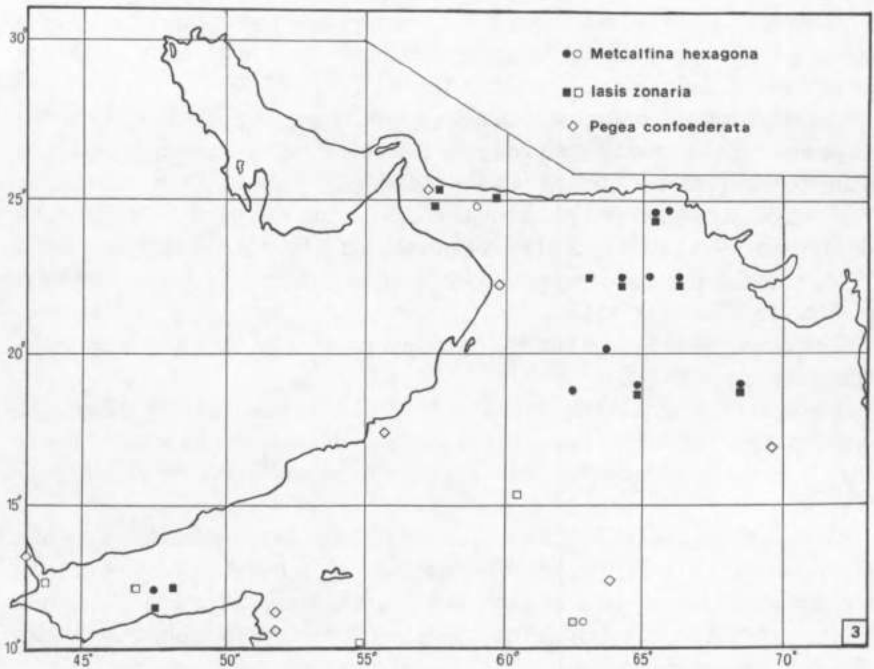 30°
●○ Metcalfina hexagona
■□ Iasis zonaria
◇ Pegea confoederata
25°
20°
15°
10°
3
45° 50° 55° 60° 65° 70°